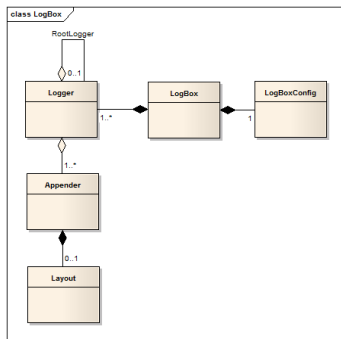 class LogBox
RootLogger
0..1
Logger
LogBox
LogBoxConfig
1..*
1
1..*
Appender
0..1
Layout